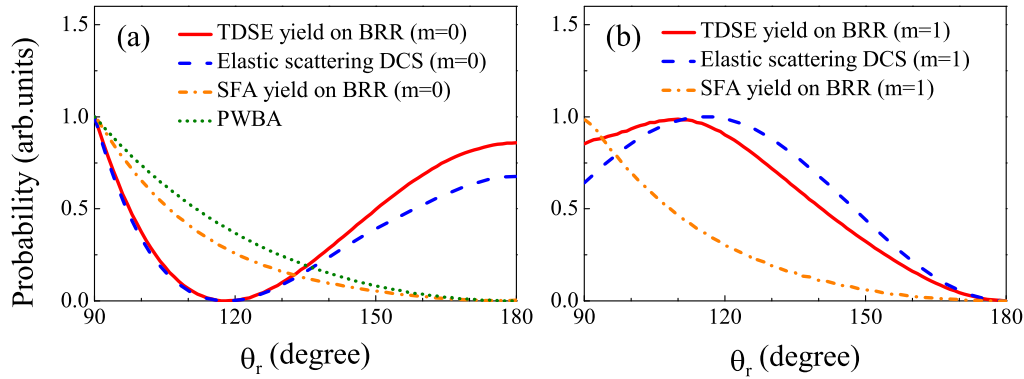 Probability (arb.units)
1.5
1.0
0.5
0.0
(a)
TDSE yield on BRR (m=0)
Elastic scattering DCS (m=0)
SFA yield on BRR (m=0)
PWBA
90
120
150
180
θr (degree)
1.5
1.0
0.5
0.0
(b)
TDSE yield on BRR (m=1)
Elastic scattering DCS (m=1)
SFA yield on BRR (m=1)
90
120
150
180
θr (degree)